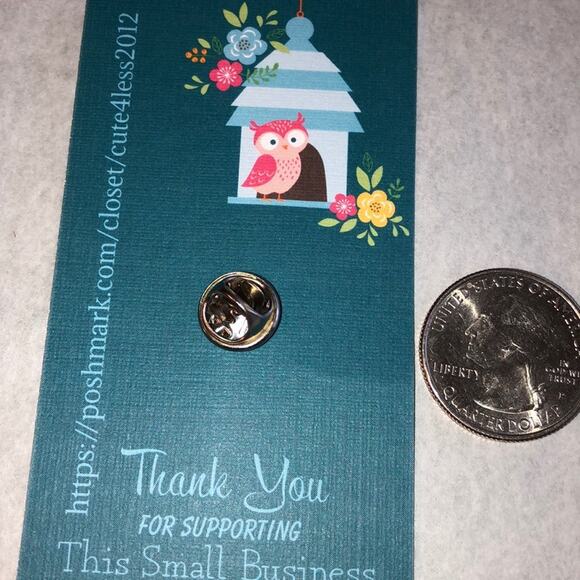 https://poshmark.com/closet/cute4less2012
Thank You
FOR SUPPORTING
This Small Business
UNITED STATES OF AMERICA
LIBERTY
IN
GOD WE
TRUST
P
QUARTER DOLLAR